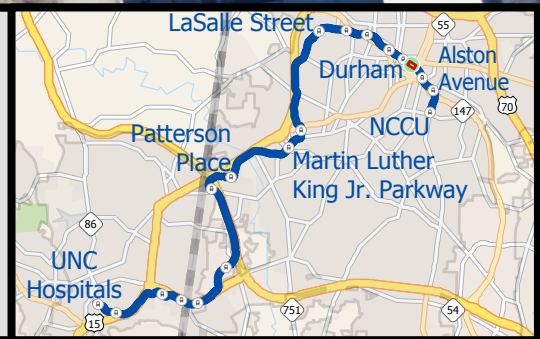 LaSalle Street
55
Durham
Alston
Avenue
147
70
NCCU
Patterson
Place
Martin Luther
King Jr. Parkway
86
UNC
Hospitals
15
751
54